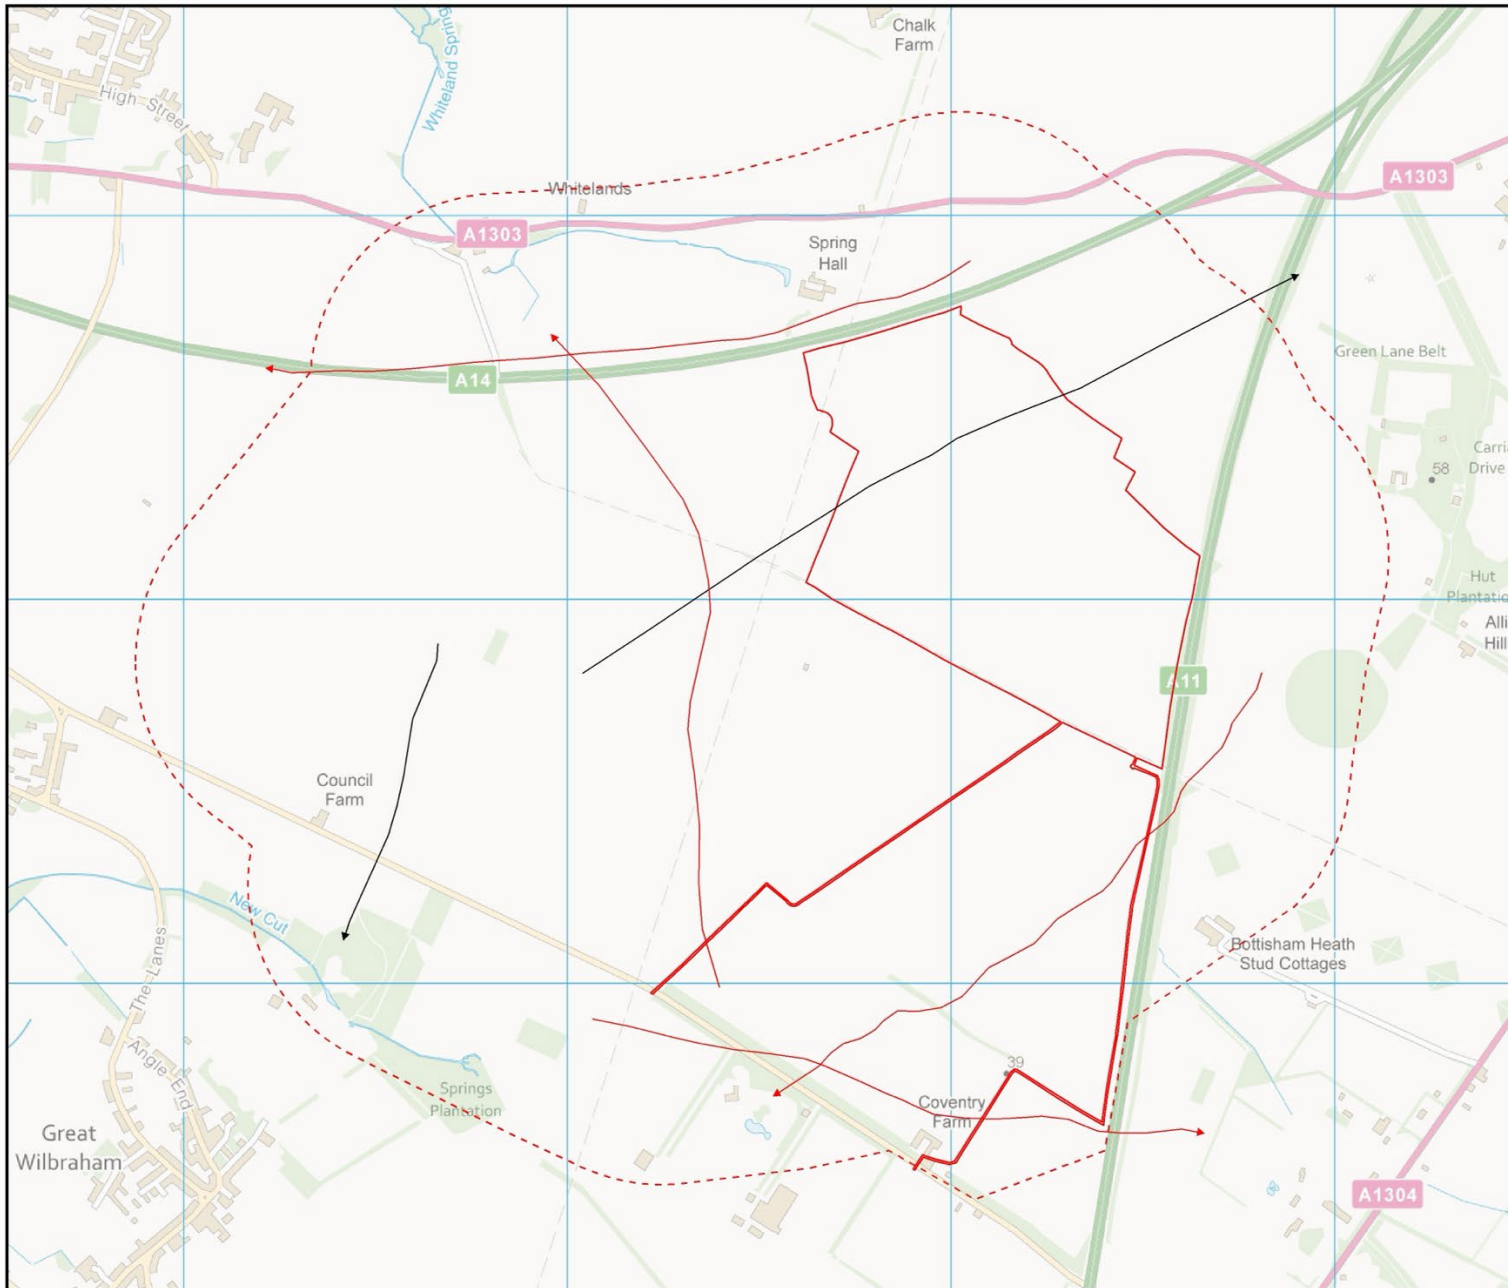 Chalk
Farm
Whiteland Spring
High Street
Whitelands
A1303
A1303
Spring
Hall
A14
Green Lane Belt
Drive
58
Hut
Hill
A11
Council
Farm
New Cut
The Lanes
Bottisham Heath
Stud Cottages
Angle End
39
Springs
Plantation
Coventry
Farm
Great
Wilbraham
A1304